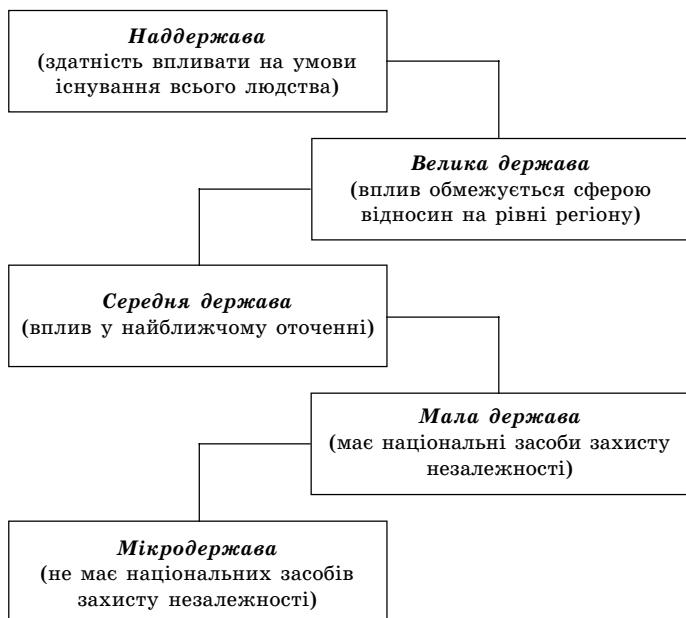 Наддержава
(здатність впливати на умови
існування всього людства)
Велика держава
(вплив обмежується сферою
відносин на рівні регіону)
Середня держава
(вплив у найближчому оточенні)
Мала держава
(має національні засоби захисту
незалежності)
Мікродержава
(не має національних засобів
захисту незалежності)